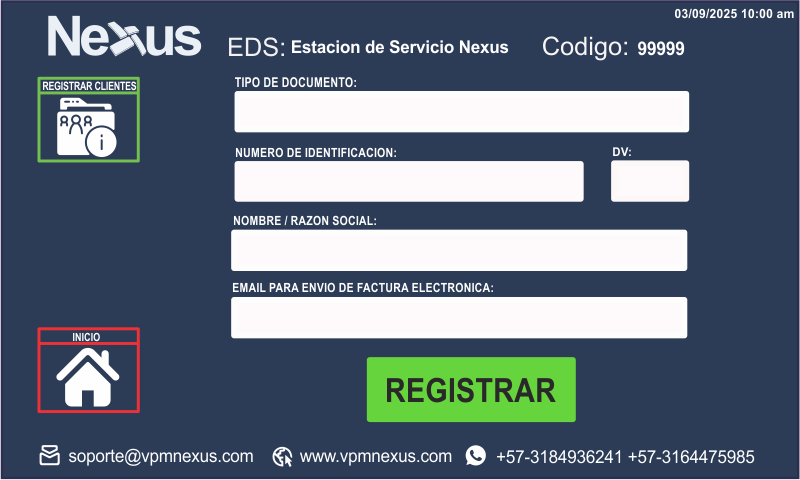 03/09/2025 10:00 am
Nexus
EDS: Estacion de Servicio Nexus Codigo: 99999
REGISTRAR CLIENTES
i
TIPO DE DOCUMENTO:
NUMERO DE IDENTIFICACION: DV:
NOMBRE / RAZON SOCIAL:
EMAIL PARA ENVIO DE FACTURA ELECTRONICA:
INICIO
REGISTRAR
soporte@vpmnexus.com www.vpmnexus.com +57-3184936241 +57-3164475985